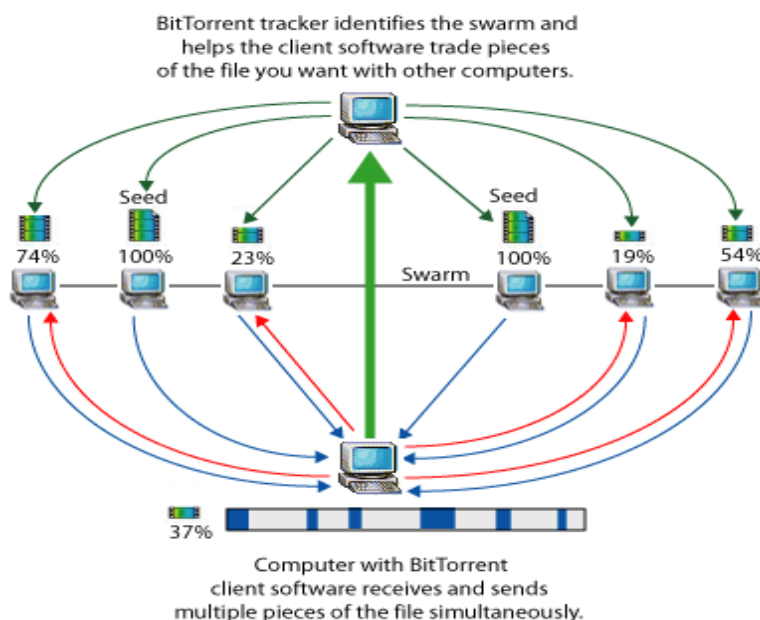 BitTorrent tracker identifies the swarm and
helps the client software trade pieces
of the file you want with other computers.
Seed
Seed
74%
100%
23%
100%
19%
54%
Swarm
37%
Computer with BitTorrent
client software receives and sends
multiple pieces of the file simultaneously.